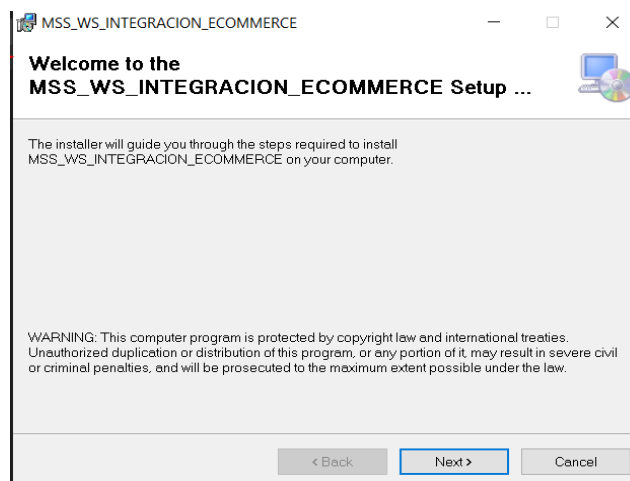 MSS_WS_INTEGRACION_ECOMMERCE
Welcome to the
MSS_WS_INTEGRACION_ECOMMERCE Setup ...
The installer will guide you through the steps required to install
MSS_WS_INTEGRACION_ECOMMERCE on your computer.
WARNING: This computer program is protected by copyright law and international treaties.
Unauthorized duplication or distribution of this program, or any portion of it, may result in severe civil
or criminal penalties, and will be prosecuted to the maximum extent possible under the law.
< Back Next > Cancel